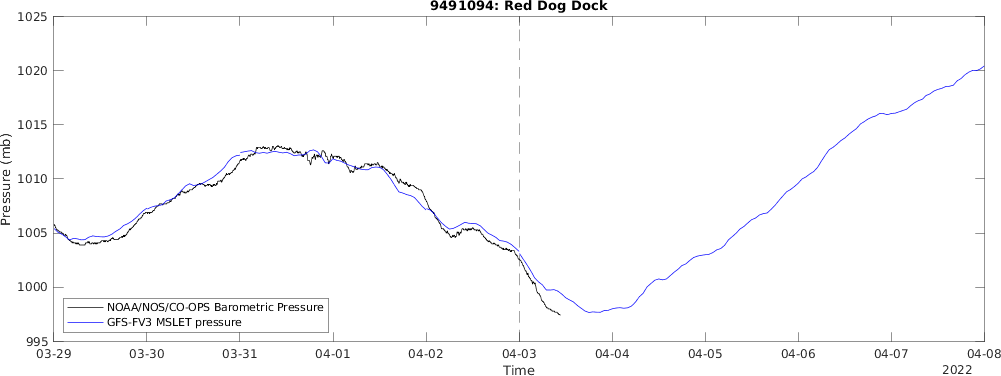 9491094: Red Dog Dock
Pressure (mb)
1025
1020
1015
1010
1005
1000
995
NOAA/NOS/CO-OPS Barometric Pressure
GFS-FV3 MSLET pressure
03-29 03-30 03-31 04-01 04-02 04-03 04-04 04-05 04-06 04-07 04-08
Time
2022